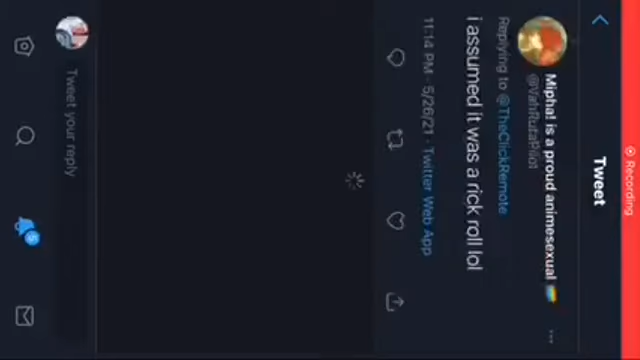 Recording
Tweet
Mipha! is a proud animesexual
@VahRutaPilot
Replying to @TheClickRemote
i assumed it was a rick roll lol
11:14 PM · 5/26/21 · Twitter Web App
Tweet your reply